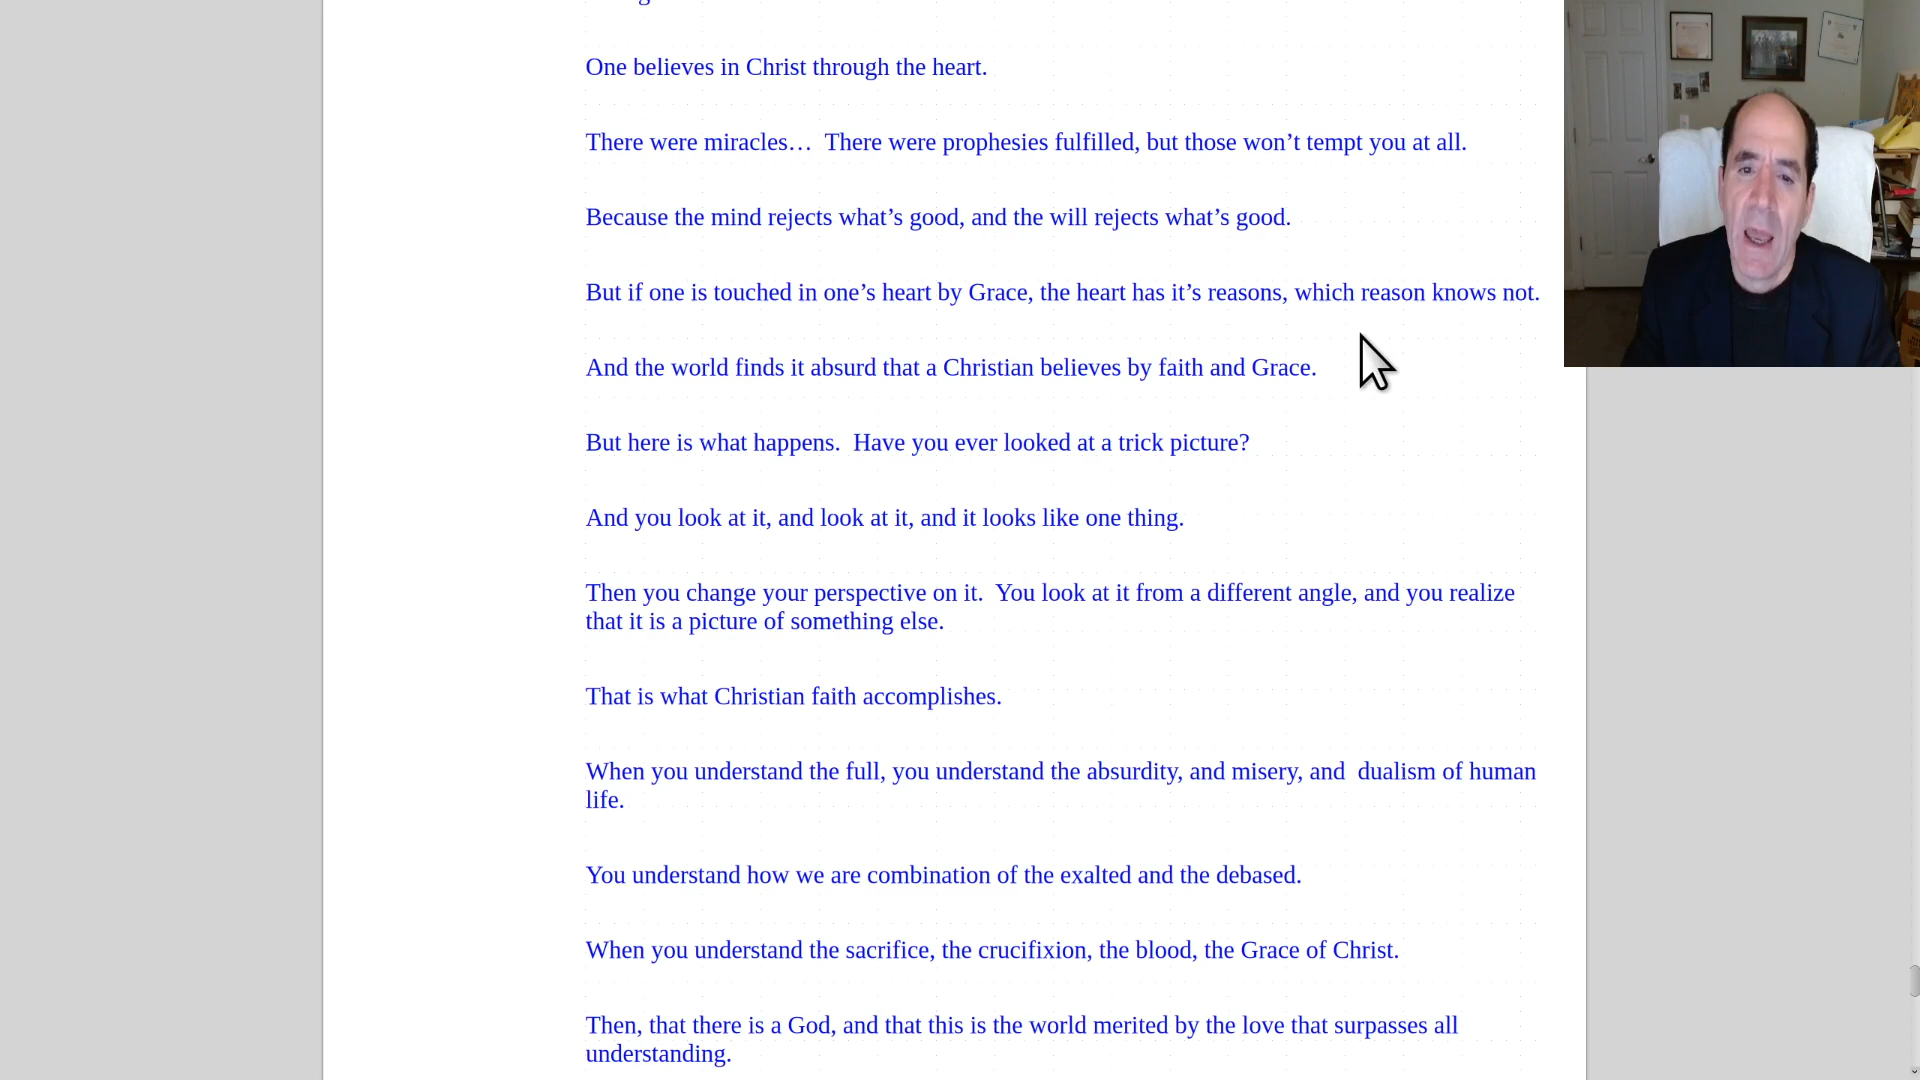 One believes in Christ through the heart.
There were miracles…  There were prophesies fulfilled, but those won’t tempt you at all.
Because the mind rejects what’s good, and the will rejects what’s good.
But if one is touched in one’s heart by Grace, the heart has it’s reasons, which reason knows not.
And the world finds it absurd that a Christian believes by faith and Grace.
But here is what happens.  Have you ever looked at a trick picture?
And you look at it, and look at it, and it looks like one thing.
Then you change your perspective on it.  You look at it from a different angle, and you realize
that it is a picture of something else.
That is what Christian faith accomplishes.
When you understand the full, you understand the absurdity, and misery, and  dualism of human
life.
You understand how we are combination of the exalted and the debased.
When you understand the sacrifice, the crucifixion, the blood, the Grace of Christ.
Then, that there is a God, and that this is the world merited by the love that surpasses all
understanding.